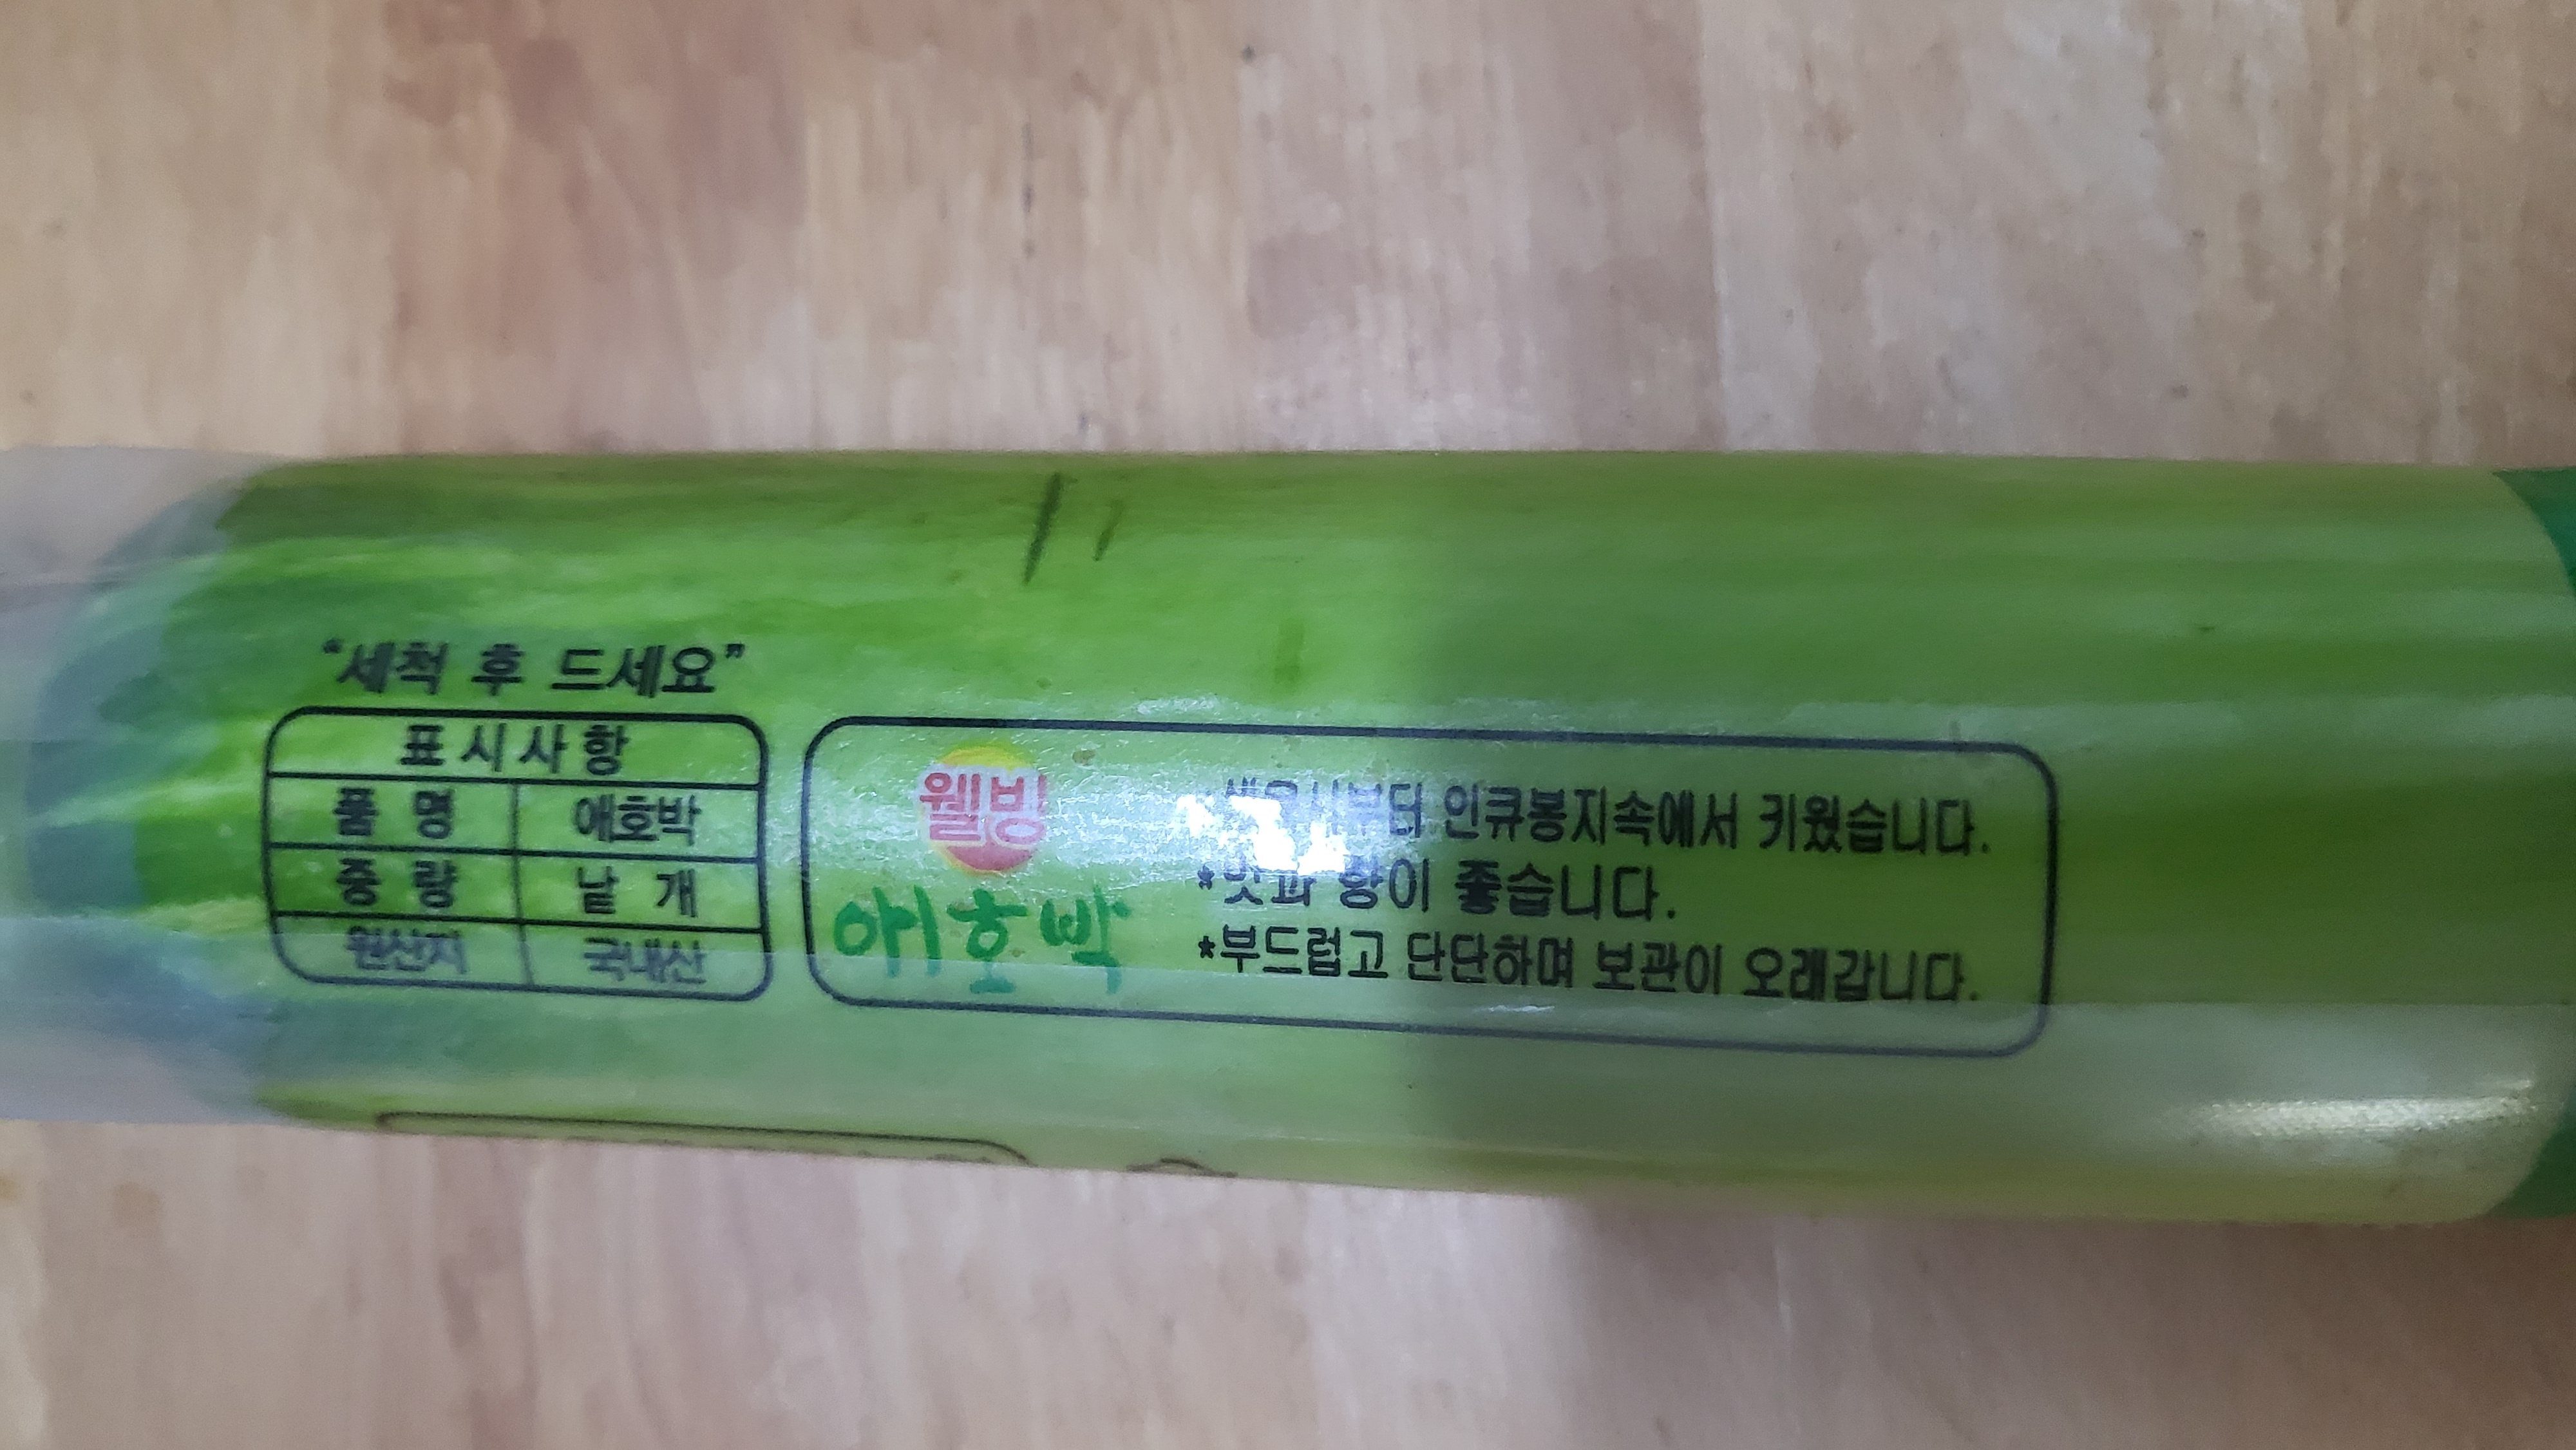 “세척 후 드세요”
표시사항
품 명 애호박
중 량 낱 개
원산지 국내산
웰빙
애호박
인큐봉지속에서 키웠습니다.
*맛과 향이 좋습니다.
*부드럽고 단단하며 보관이 오래갑니다.